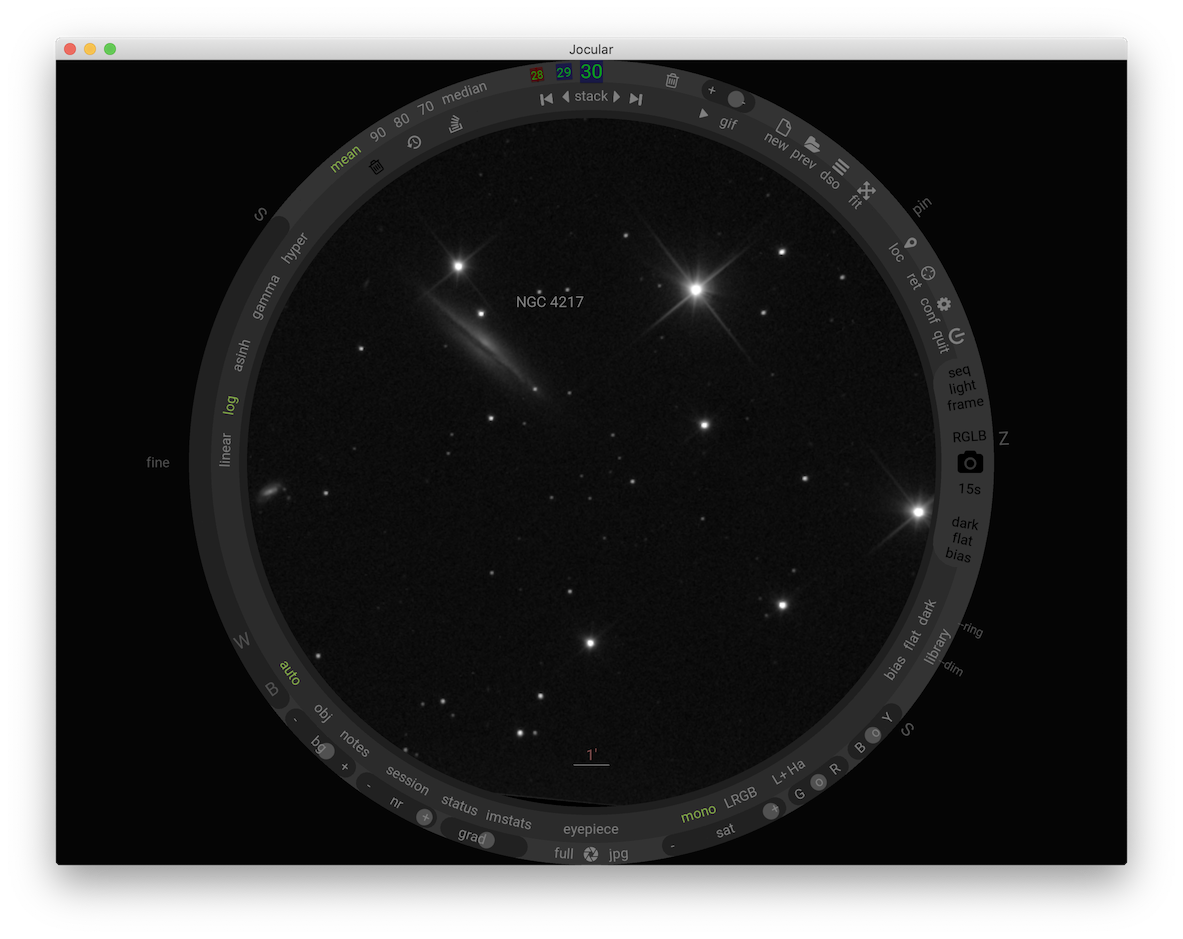 Jocular
28 29 30
stack
mean 90 80 70 median
gif
new prev dso fit
pin
loc ret conf quit
S
linear log asinh gamma hyper
NGC 4217
seq
light
frame
RGLB
Z
15s
dark
flat
bias
fine
W
B
auto
obj notes session status imstats
- bg +
- nr +
grad
1'
eyepiece
full jpg
mono LRGB L+Ha
- sat +
G R
B Y
S
bias flat dark
library
-ring
-dim